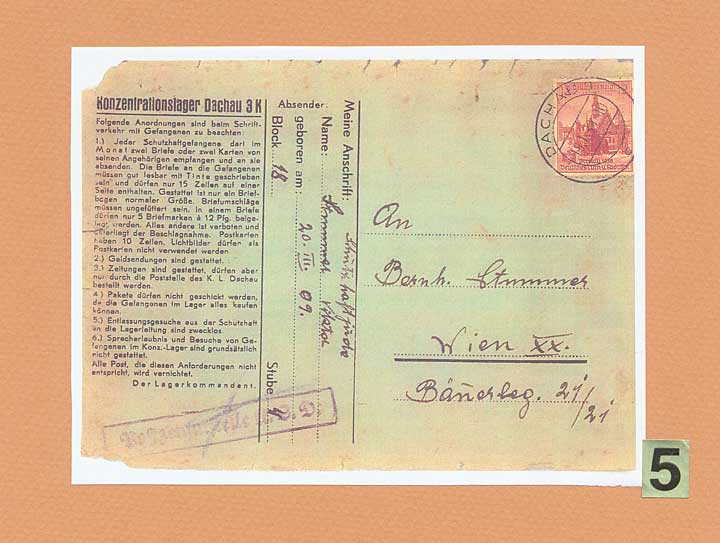 Konzentrationslager Dachau 3 K
Folgende Anordnungen sind beim Schrift-
verkehr mit Gefangenen zu beachten:
1.) Jeder Schutzhaftgefangene darf im
Monat zwei Briefe oder zwei Karten von
seinen Angehörigen empfangen und an sie
absenden. Die Briefe an die Gefangenen
müssen gut lesbar mit Tinte geschrieben
sein und dürfen nur 15 Zeilen auf einer
Seite enthalten. Gestattet ist nur ein Brief-
bogen normaler Größe. Briefumschläge
müssen ungefüttert sein. In einem Briefe
dürfen nur 5 Briefmarken à 12 Pfg. beige-
legt werden. Alles andere ist verboten und
unterliegt der Beschlagnahme. Postkarten
haben 10 Zeilen. Lichtbilder dürfen als
Postkarten nicht verwendet werden
2.) Geldsendungen sind gestattet.
3.) Zeitungen sind gestattet, dürfen aber
nur durch die Poststelle des K. L. Dachau
bestellt werden.
4.) Pakete dürfen nicht geschickt werden,
da die Gefangenen im Lager alles kaufen
können.
5.) Entlassungsgesuche aus der Schutzhaft
an die Lagerleitung sind zwecklos
6.) Sprecherlaubnis und Besuche von Ge-
fangenen im Konz.-Lager sind grundsätzlich
nicht gestattet.
Alle Post, die diesen Anforderungen nicht
entspricht, wird vernichtet.
Der Lagerkommandant.
Meine Anschrift:
Schutzhaftjude
Absender:
Name: Stummer Viktor
geboren am: 20. III. 09.
Block 18 Stube 4
DACH
An
Bernh. Stummer
Wien XX.
Bäuerleg. 21/21
5